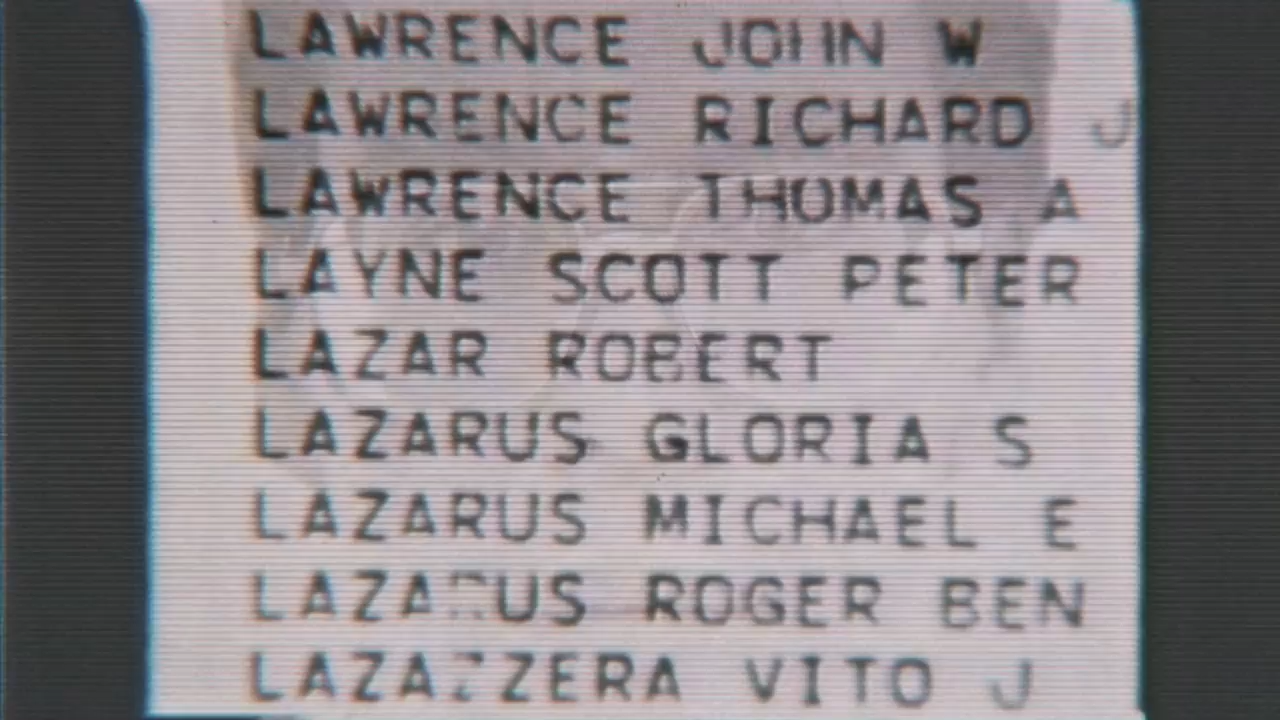 LAWRENCE JOHN W
LAWRENCE RICHARD J
LAWRENCE THOMAS A
LAYNE SCOTT PETER
LAZAR ROBERT
LAZARUS GLORIA S
LAZARUS MICHAEL E
LAZARUS ROGER BEN
VITO J